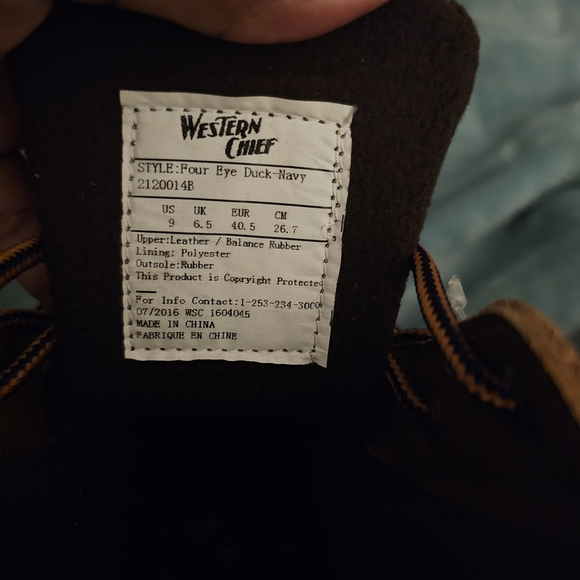 WESTERN
CHIEF
STYLE:Four Eye Duck-Navy
2120014B
US UK EUR CM
9 6.5 40.5 26.7
Upper:Leather / Balance Rubber
Lining: Polyester
Outsole:Rubber
This Product is Copyright Protected
For Info Contact:1-253-234-3000
07/2016 WSC 1604045
MADE IN CHINA
FABRIQUE EN CHINE